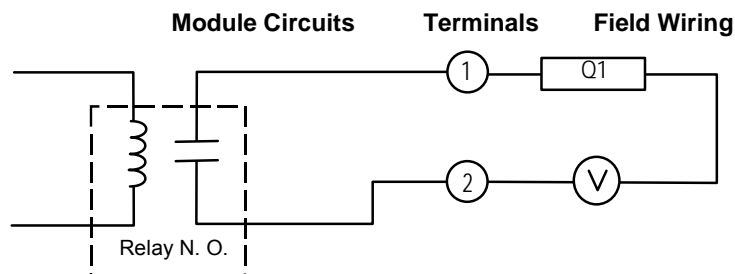 Module Circuits Terminals Field Wiring
1 Q1
2 V
Relay N. O.